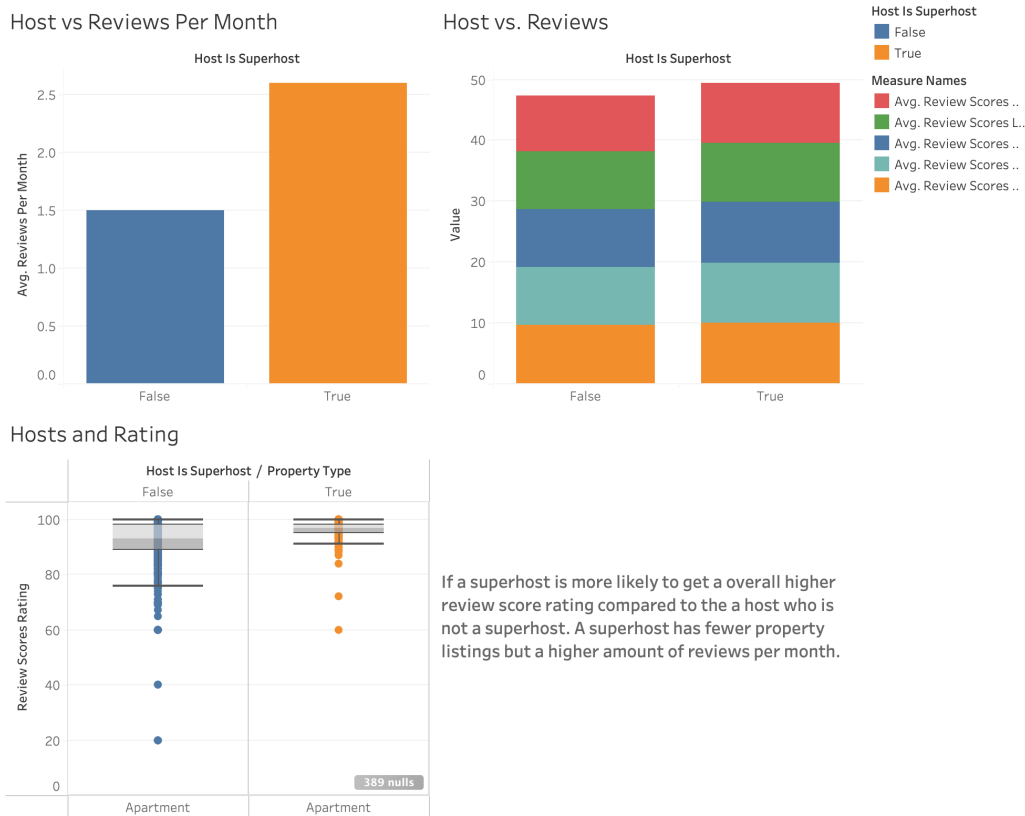 Host vs Reviews Per Month
Host Is Superhost
Avg. Reviews Per Month
2.5
2.0
1.5
1.0
0.5
0.0
False
True
Host vs. Reviews
Host Is Superhost
Value
50
40
30
20
10
0
False
True
Host Is Superhost
False
True
Measure Names
Avg. Review Scores ..
Avg. Review Scores L..
Avg. Review Scores ..
Avg. Review Scores ..
Avg. Review Scores ..
Hosts and Rating
Host Is Superhost / Property Type
False
True
Review Scores Rating
100
80
60
40
20
0
389 nulls
Apartment
Apartment
If a superhost is more likely to get a overall higher
review score rating compared to the a host who is
not a superhost. A superhost has fewer property
listings but a higher amount of reviews per month.